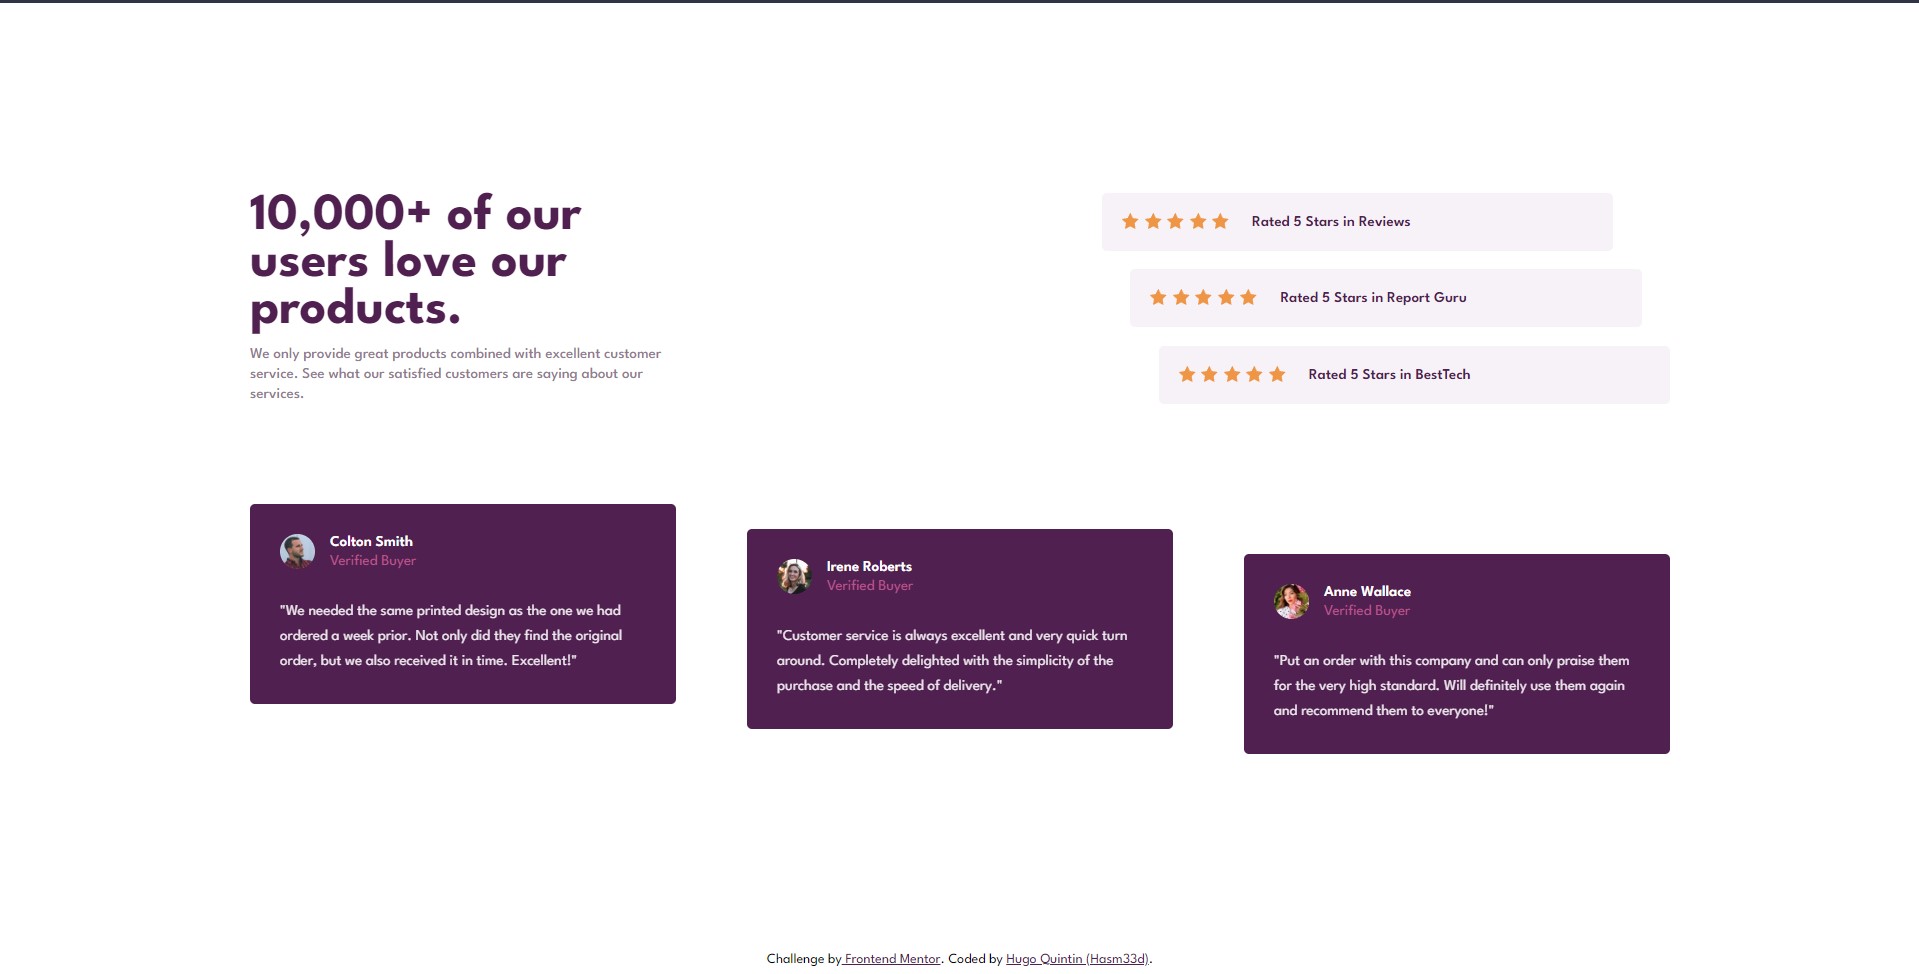 10,000+ of our
users love our
products.
We only provide great products combined with excellent customer
service. See what our satisfied customers are saying about our
services.
Rated 5 Stars in Reviews
Rated 5 Stars in Report Guru
Rated 5 Stars in BestTech
Colton Smith
Verified Buyer
"We needed the same printed design as the one we had
ordered a week prior. Not only did they find the original
order, but we also received it in time. Excellent!"
Irene Roberts
Verified Buyer
"Customer service is always excellent and very quick turn
around. Completely delighted with the simplicity of the
purchase and the speed of delivery."
Anne Wallace
Verified Buyer
"Put an order with this company and can only praise them
for the very high standard. Will definitely use them again
and recommend them to everyone!"
Challenge by Frontend Mentor. Coded by Hugo Quintin (Hasm33d).